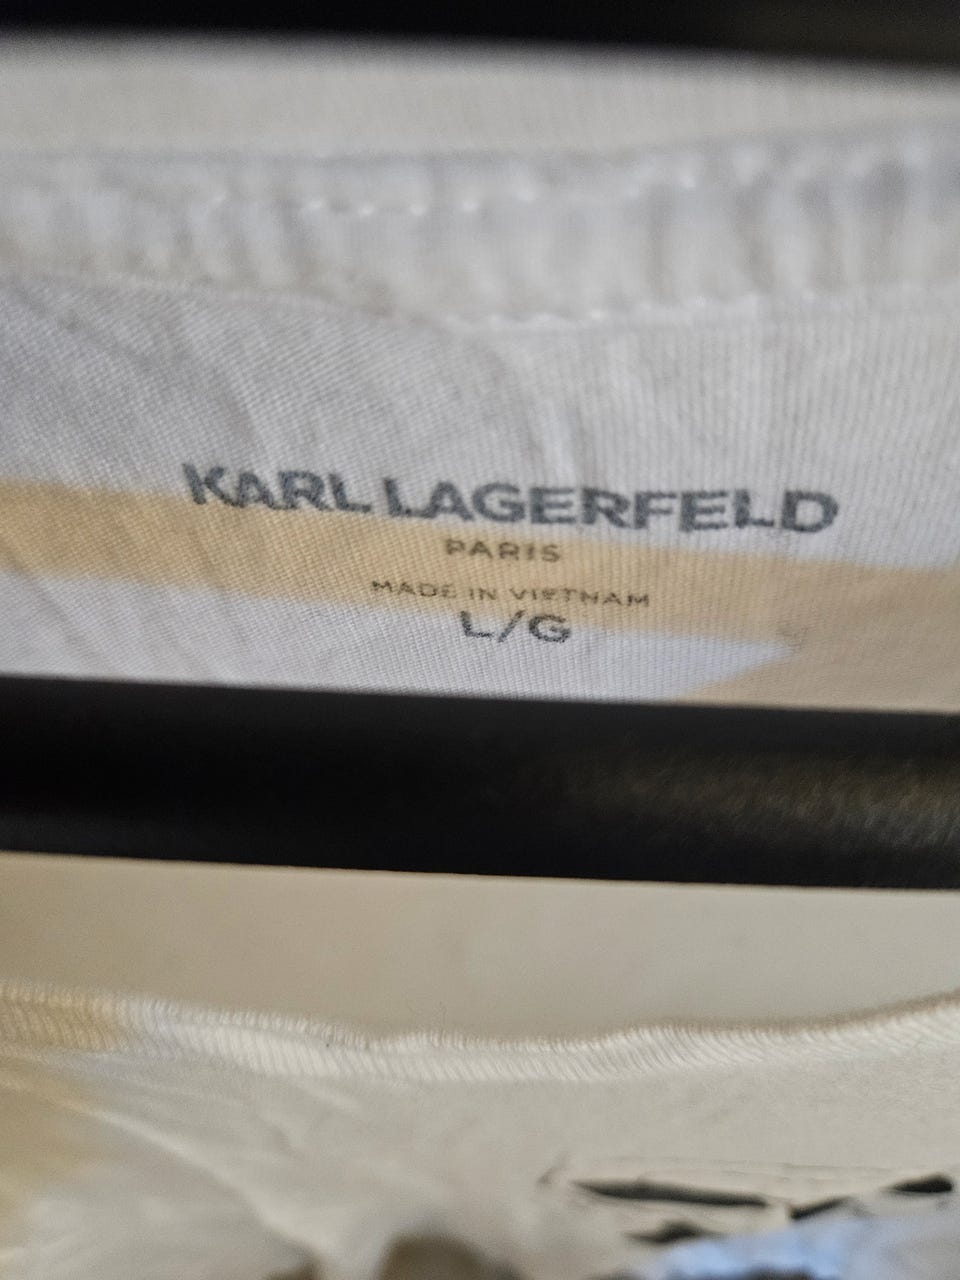 KARL LAGERFELD
PARIS
MADE IN VIETNAM
L/G